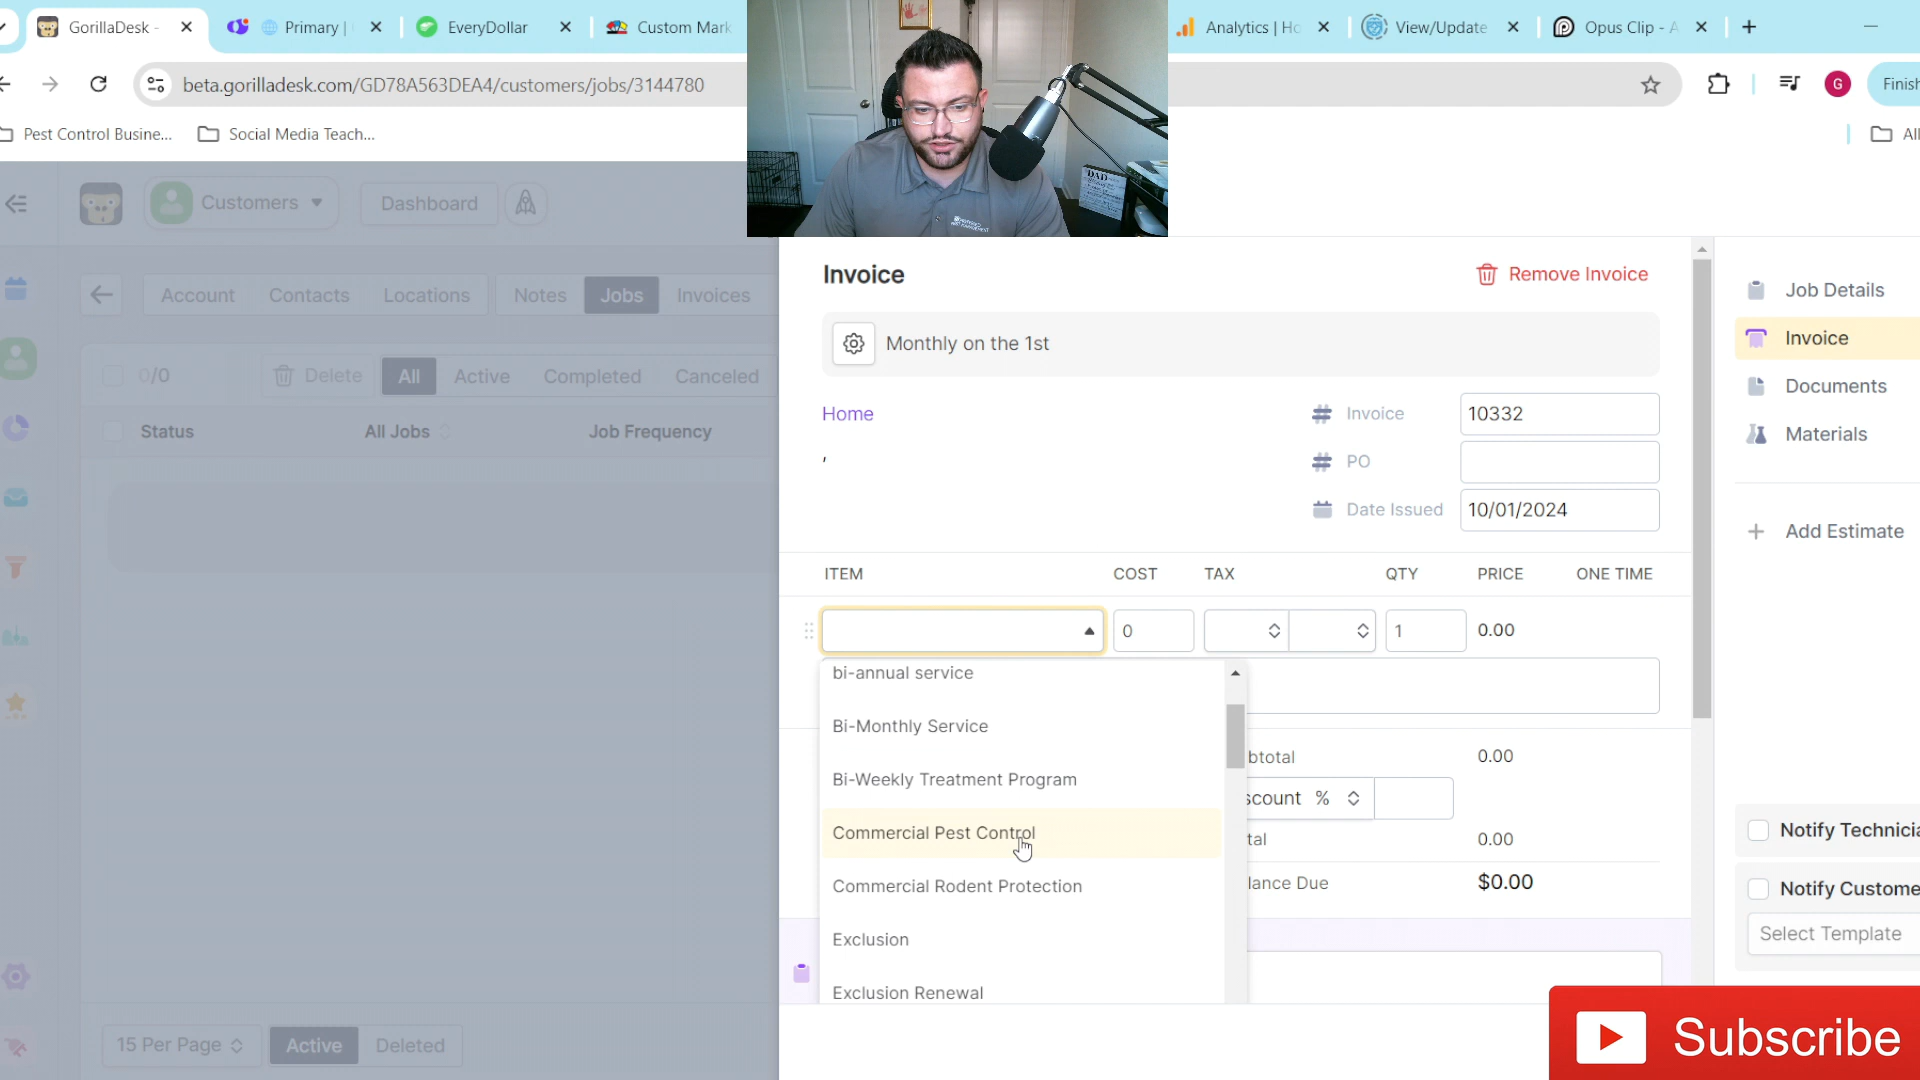 GorillaDesk -
Primary |
EveryDollar
Custom Mark
Analytics | Ho
View/Update
Opus Clip - A
beta.gorilladesk.com/GD78A563DEA4/customers/jobs/3144780
G
Finish
Pest Control Busine...
Social Media Teach...
All
DAD
Customers
Dashboard
Account
Contacts
Locations
Notes
Jobs
Invoices
0/0
Delete
All
Active
Completed
Canceled
Status
All Jobs
Job Frequency
15 Per Page
Active
Deleted
Invoice
Remove Invoice
Monthly on the 1st
Home
,
# Invoice
10332
# PO
Date Issued
10/01/2024
ITEM
COST
TAX
QTY
PRICE
ONE TIME
0
1
0.00
bi-annual service
Bi-Monthly Service
Bi-Weekly Treatment Program
Commercial Pest Control
Commercial Rodent Protection
Exclusion
Exclusion Renewal
btotal
0.00
scount %
tal
0.00
lance Due
$0.00
Job Details
Invoice
Documents
Materials
+ Add Estimate
Notify Technicia
Notify Custome
Select Template
Subscribe